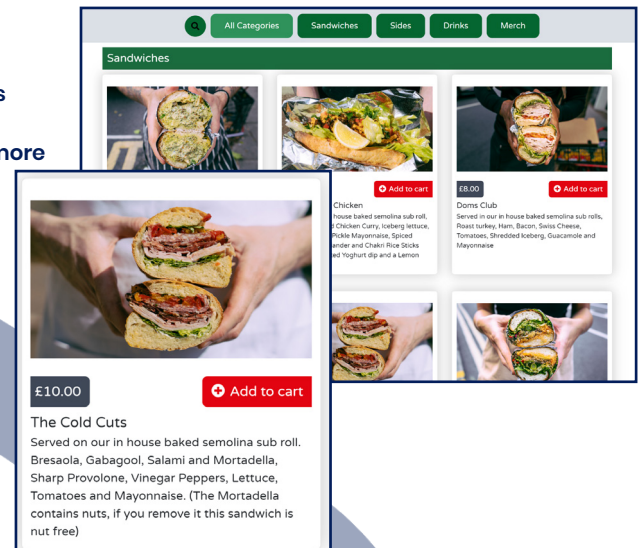 All Categories
Sandwiches
Sides
Drinks
Merch
Sandwiches
Add to cart
Chicken
house baked semolina sub roll,
Chicken Curry, Iceberg lettuce,
Pickle Mayonnaise, Spiced
and Chakri Rice Sticks
Yoghurt dip and a Lemon
£8.00
Add to cart
Doms Club
Served in our in house baked semolina sub rolls,
Roast turkey, Ham, Bacon, Swiss Cheese,
Tomatoes, Shredded Iceberg, Guacamole and
Mayonnaise
more
£10.00
Add to cart
The Cold Cuts
Served on our in house baked semolina sub roll.
Bresaola, Gabagool, Salami and Mortadella,
Sharp Provolone, Vinegar Peppers, Lettuce,
Tomatoes and Mayonnaise. (The Mortadella
contains nuts, if you remove it this sandwich is
nut free)